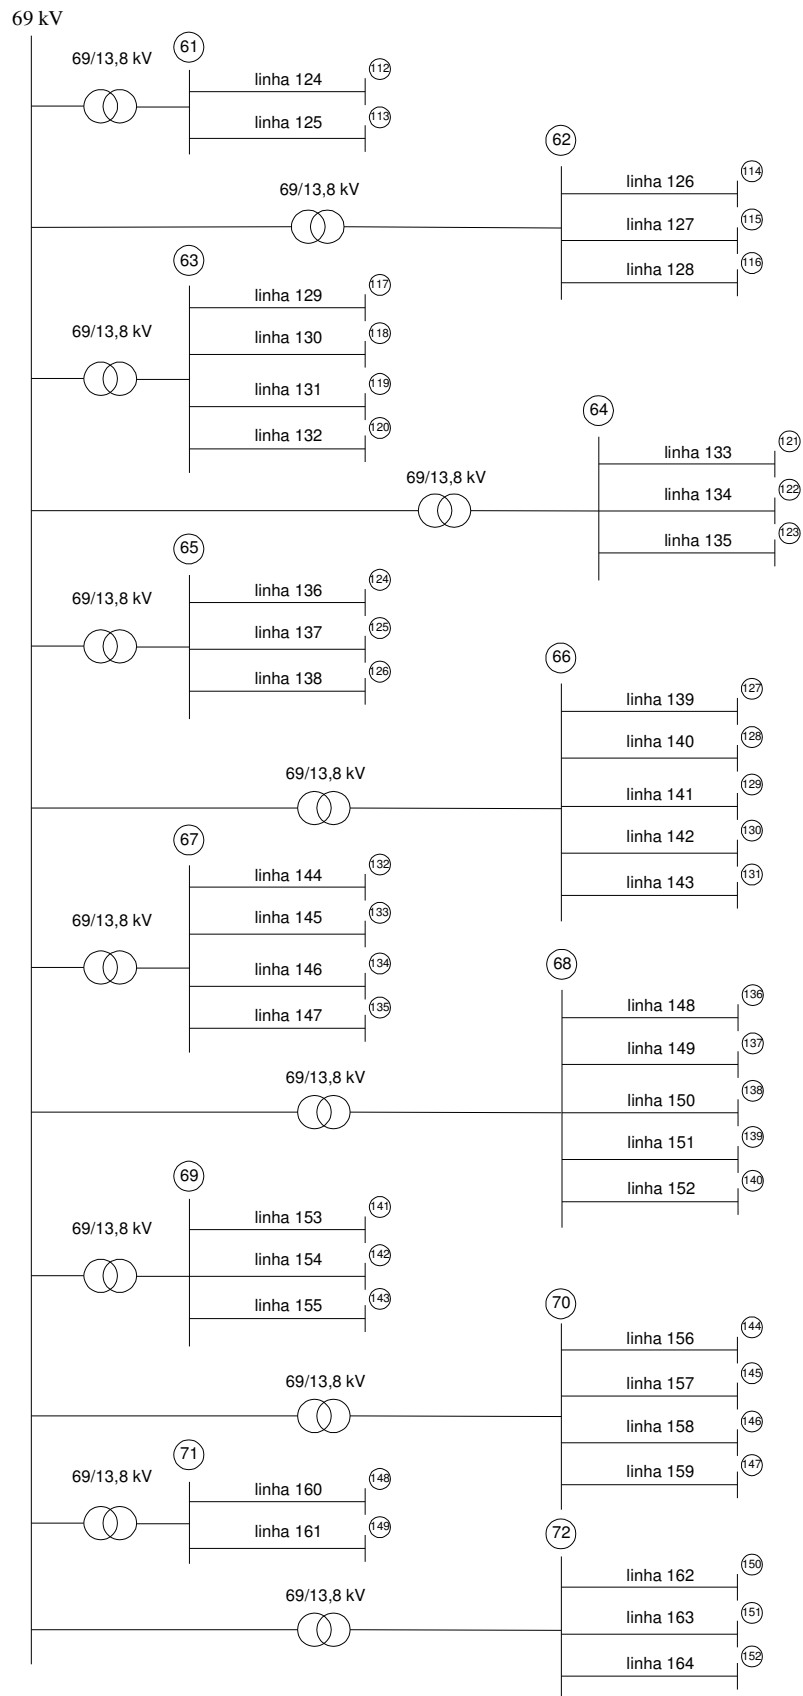 69 kV
69/13,8 kV
61
linha 124
112
linha 125
113
62
69/13,8 kV
linha 126
114
linha 127
115
linha 128
116
63
69/13,8 kV
linha 129
117
linha 130
118
linha 131
119
linha 132
120
64
69/13,8 kV
linha 133
121
linha 134
122
linha 135
123
65
69/13,8 kV
linha 136
124
linha 137
125
linha 138
126
66
69/13,8 kV
linha 139
127
linha 140
128
linha 141
129
linha 142
130
linha 143
131
67
69/13,8 kV
linha 144
132
linha 145
133
linha 146
134
linha 147
135
68
69/13,8 kV
linha 148
136
linha 149
137
linha 150
138
linha 151
139
linha 152
140
69
69/13,8 kV
linha 153
141
linha 154
142
linha 155
143
70
69/13,8 kV
linha 156
144
linha 157
145
linha 158
146
linha 159
147
71
69/13,8 kV
linha 160
148
linha 161
149
72
69/13,8 kV
linha 162
150
linha 163
151
linha 164
152